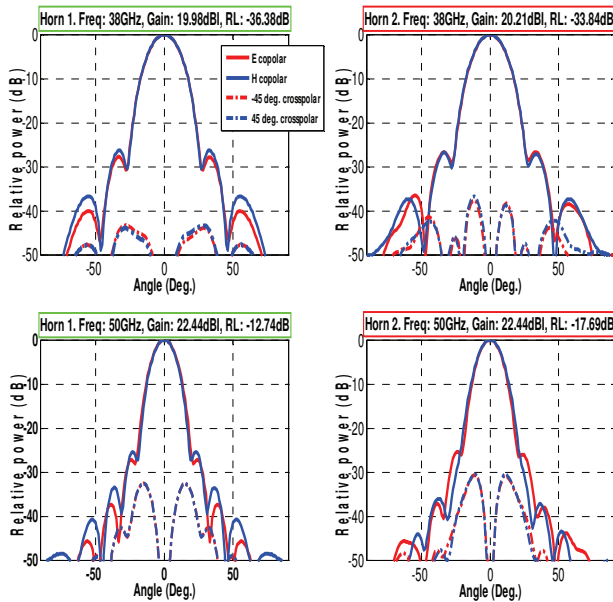 Horn 1. Freq: 38GHz, Gain: 19.98dBI, RL: -36.38dB
Horn 2. Freq: 38GHz, Gain: 20.21dBI, RL: -33.84dB
0
-10
-20
-30
-40
-50
Relative power (dB)
E copolar
H copolar
-45 deg. crosspolar
45 deg. crosspolar
-50 0 50
Angle (Deg.)
0
-10
-20
-30
-40
-50
Relative power (dB)
-50 0 50
Angle (Deg.)
Horn 1. Freq: 50GHz, Gain: 22.44dBI, RL: -12.74dB
Horn 2. Freq: 50GHz, Gain: 22.44dBI, RL: -17.69dB
0
-10
-20
-30
-40
-50
Relative power (dB)
-50 0 50
Angle (Deg.)
0
-10
-20
-30
-40
-50
Relative power (dB)
-50 0 50
Angle (Deg.)